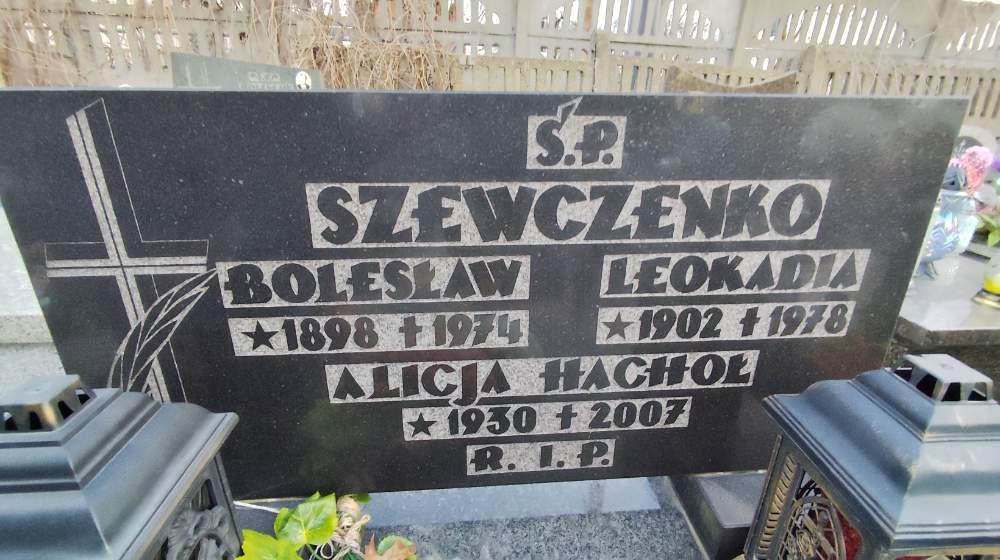 Ś.P.
SZEWCZENKO
BOLESŁAW LEOKADIA
★1898 †1974 ★1902 †1978
ALICJA HACHOŁ
★1930 †2007
R. I. P.